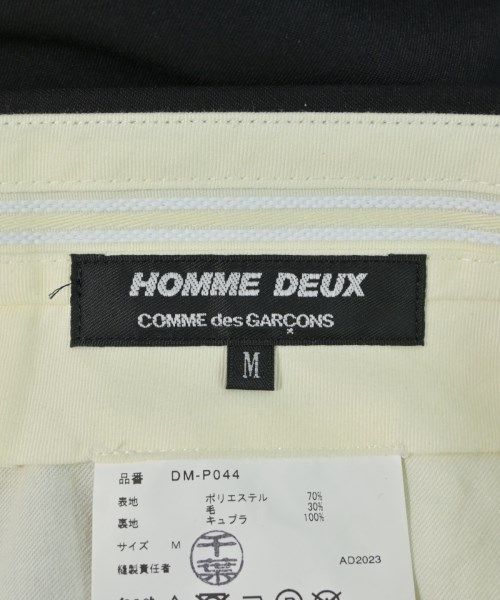 HOMME DEUX
COMME des GARÇONS
M
品番 DM-P044
表地 ポリエステル 70%
毛 30%
裏地 キュプラ 100%
サイズ M
千葉
縫製責任者 AD2023